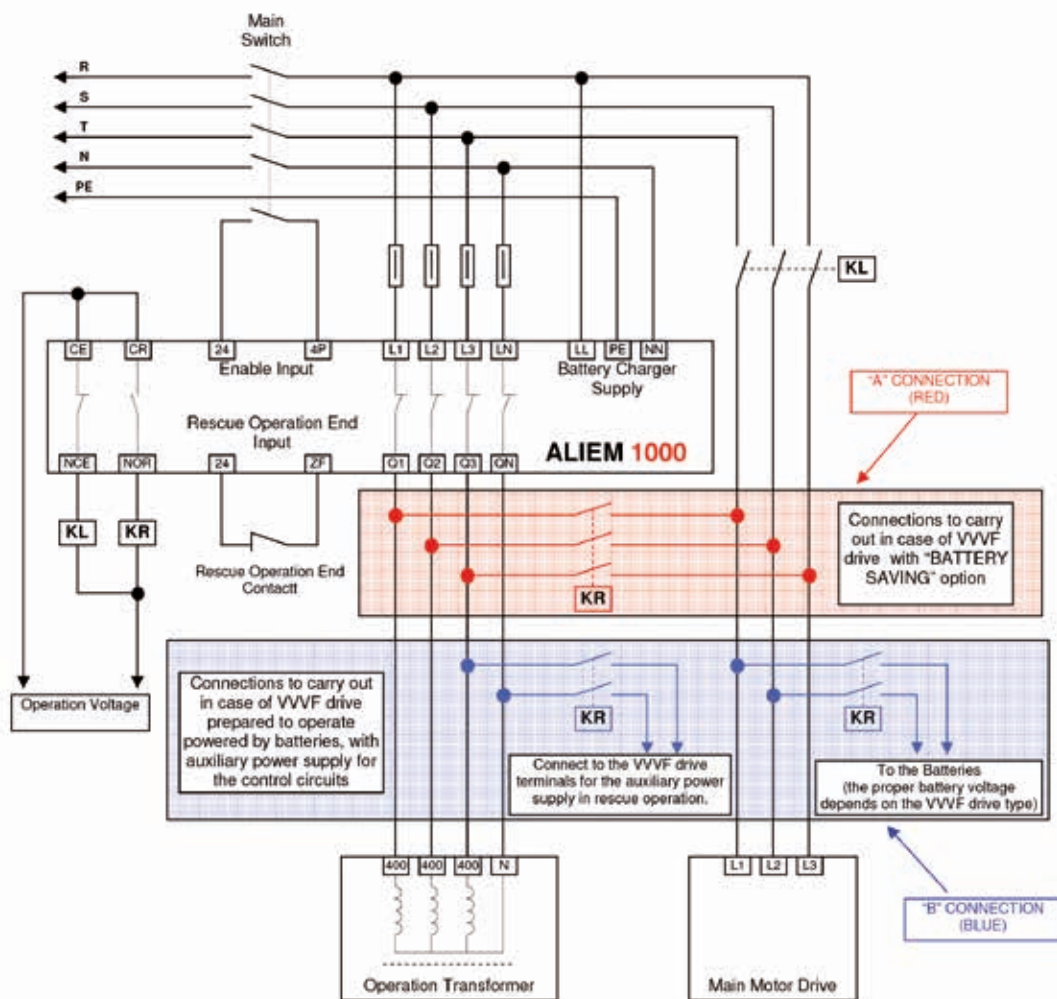 Main
Switch
R
S
T
N
PE
KL
CE
CR
24
4P
L1
L2
L3
LN
LL
PE
NN
Enable Input
Battery Charger
Supply
Rescue Operation End
Input
ALIEM 1000
NCE
NOR
24
ZF
Q1
Q2
Q3
QN
"A" CONNECTION
(RED)
KL
KR
Rescue Operation End
Contactt
KR
Connections to carry
out in case of VVVF
drive with "BATTERY
SAVING" option
Operation Voltage
Connections to carry out
in case of VVVF drive
prepared to operate
powered by batteries, with
auxiliary power supply for
the control circuits
KR
KR
Connect to the VVVF drive
terminals for the auxiliary power
supply in rescue operation.
To the Batteries
(the proper battery voltage
depends on the VVVF drive type)
400
400
400
N
L1
L2
L3
"B" CONNECTION
(BLUE)
Operation Transformer
Main Motor Drive